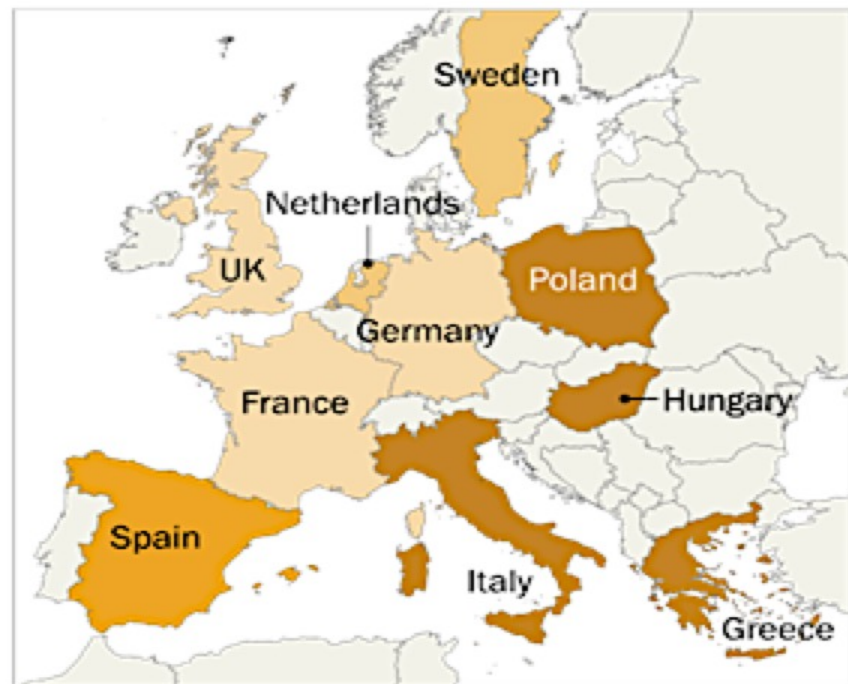 Sweden
Netherlands
UK
Poland
Germany
France
Hungary
Spain
Italy
Greece